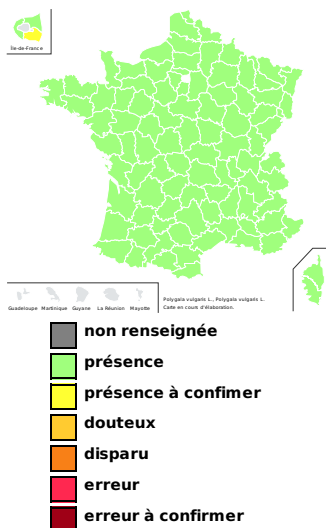 Île-de-France
Guadeloupe Martinique Guyane La Réunion Mayotte
Polygala vulgaris L., Polygala vulgaris L.
Carte en cours d'élaboration.
non renseignée
présence
présence à confimer
douteux
disparu
erreur
erreur à confirmer